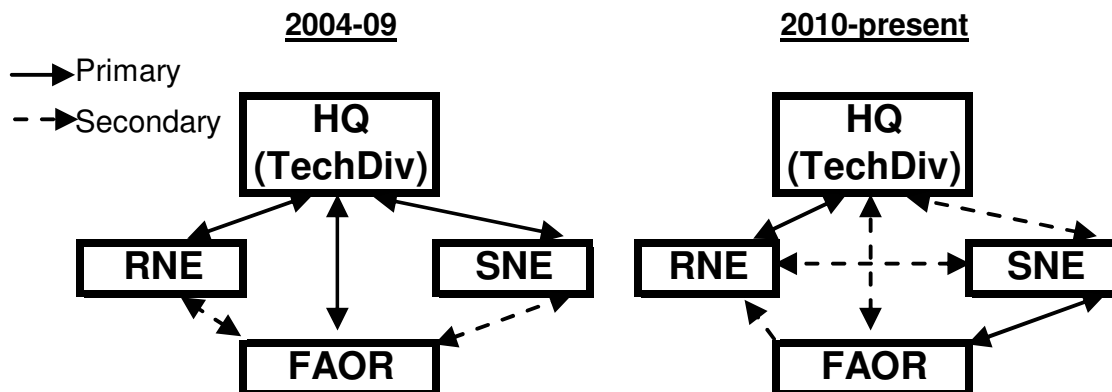 2004-09
2010-present
Primary
Secondary
HQ
(TechDiv)
RNE
SNE
FAOR
HQ
(TechDiv)
RNE
SNE
FAOR